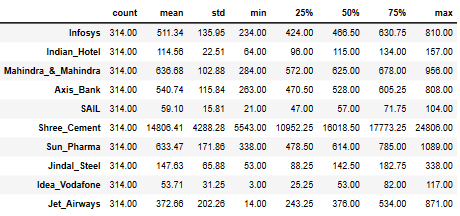 count mean std min 25% 50% 75% max
Infosys 314.00 511.34 135.95 234.00 424.00 466.50 630.75 810.00
Indian_Hotel 314.00 114.56 22.51 64.00 96.00 115.00 134.00 157.00
Mahindra_&_Mahindra 314.00 636.68 102.88 284.00 572.00 625.00 678.00 956.00
Axis_Bank 314.00 540.74 115.84 263.00 470.50 528.00 605.25 808.00
SAIL 314.00 59.10 15.81 21.00 47.00 57.00 71.75 104.00
Shree_Cement 314.00 14806.41 4288.28 5543.00 10952.25 16018.50 17773.25 24806.00
Sun_Pharma 314.00 633.47 171.86 338.00 478.50 614.00 785.00 1089.00
Jindal_Steel 314.00 147.63 65.88 53.00 88.25 142.50 182.75 338.00
Idea_Vodafone 314.00 53.71 31.25 3.00 25.25 53.00 82.00 117.00
Jet_Airways 314.00 372.66 202.26 14.00 243.25 376.00 534.00 871.00